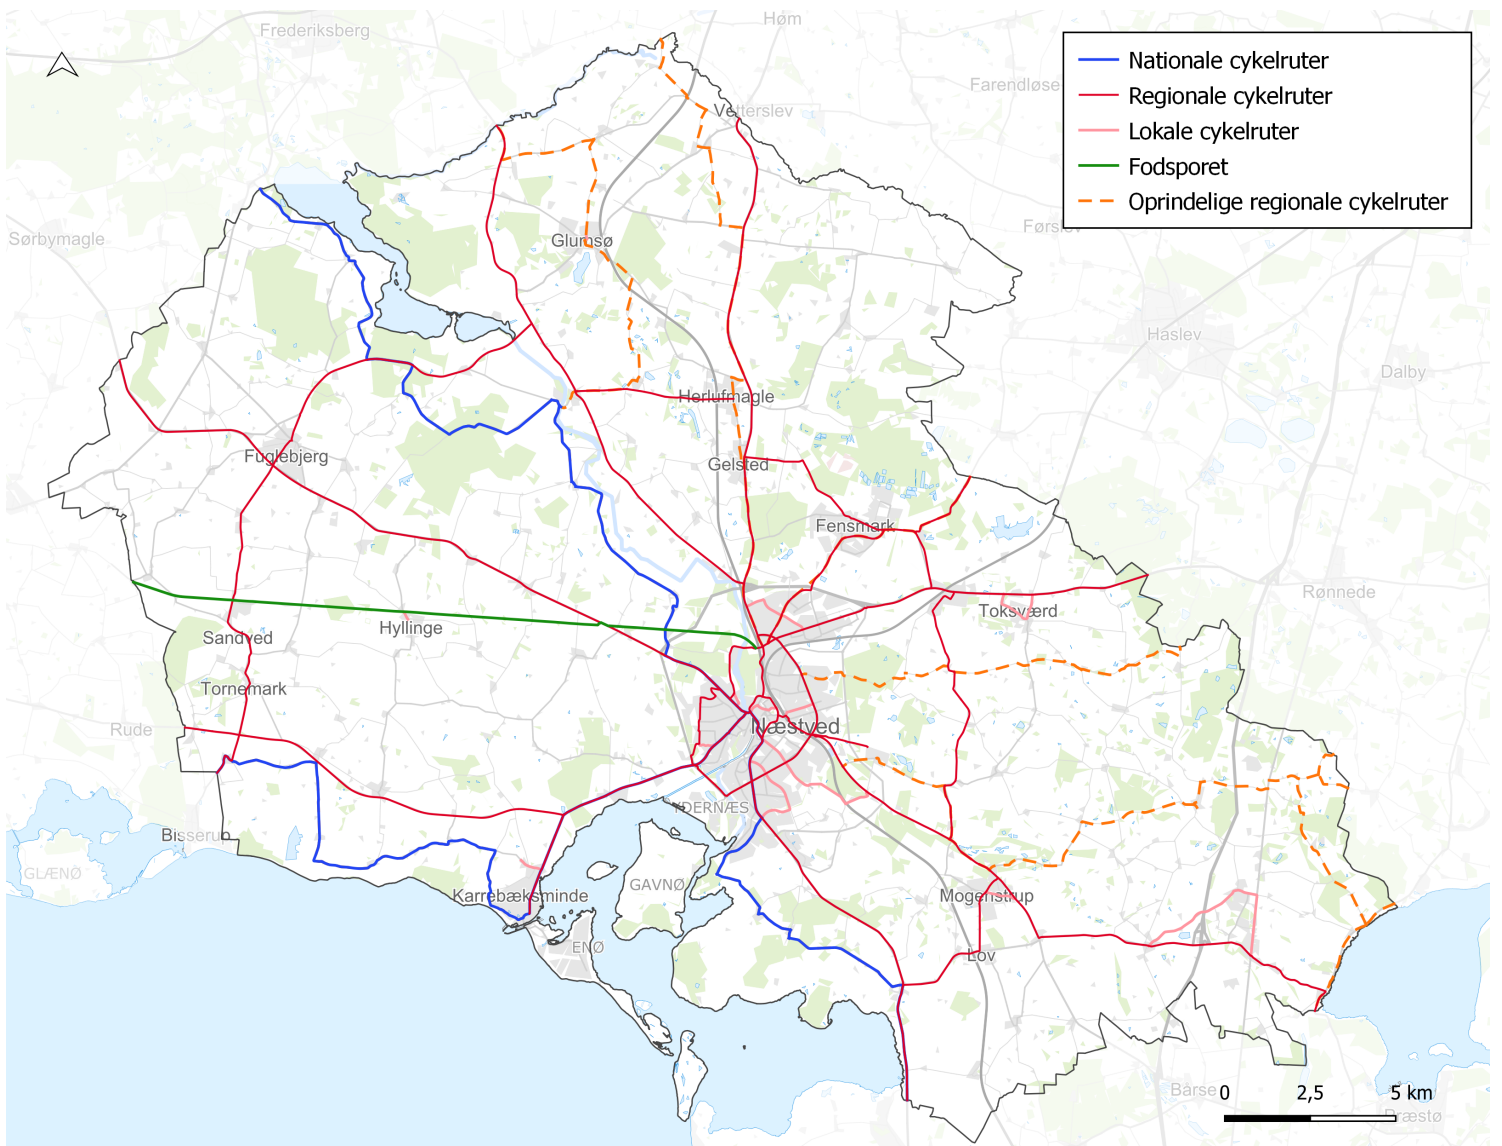 Frederiksberg
Høm
Nationale cykelruter
Regionale cykelruter
Lokale cykelruter
Fodsporet
Oprindelige regionale cykelruter
Farendløse
Vetterslev
Førslev
Sørbymagle
Glumsø
Haslev
Dalby
Herlufmagle
Fuglebjerg
Gelsted
Fensmark
Rønnede
Toksværd
Hyllinge
Sandved
Tornemark
Rude
Næstved
YDERNÆS
Bisserup
GLÆNØ
GAVNØ
Karrebæksminde
Mogenstrup
ENØ
Lov
Barse
0 2,5 5 km
Præstø